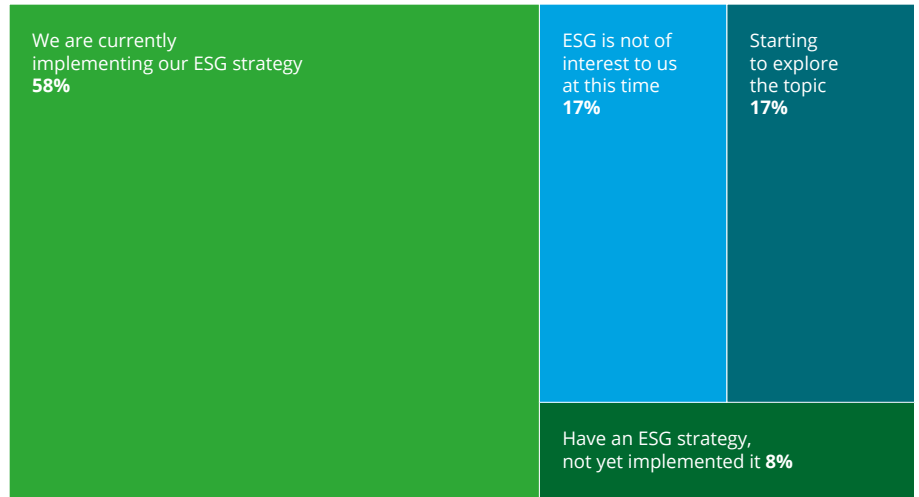 We are currently
implementing our ESG strategy
58%
ESG is not of
interest to us
at this time
17%
Starting
to explore
the topic
17%
Have an ESG strategy,
not yet implemented it 8%